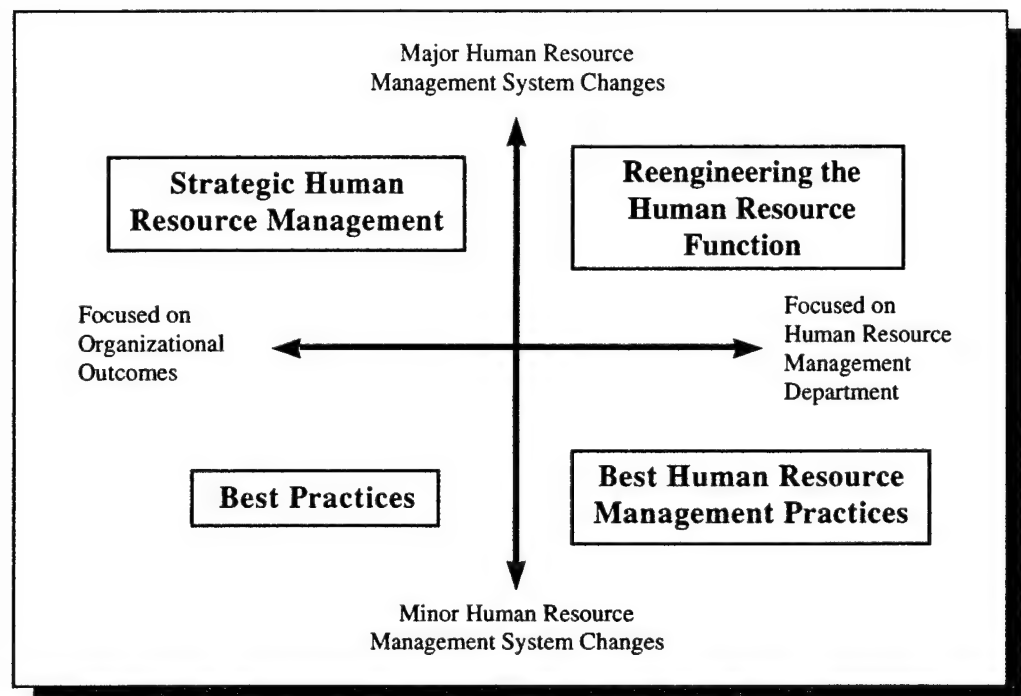 Major Human Resource
Management System Changes
Strategic Human
Resource Management
Reengineering the
Human Resource
Function
Focused on
Organizational
Outcomes
Focused on
Human Resource
Management
Department
Best Practices
Best Human Resource
Management Practices
Minor Human Resource
Management System Changes